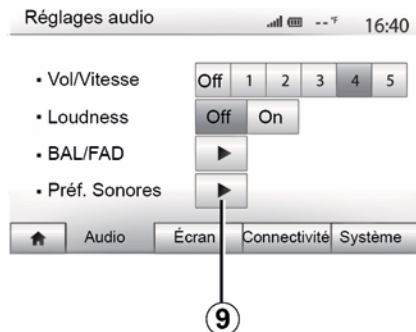 Réglages audio --°F 16:40
• Vol/Vitesse Off 1 2 3 4 5
• Loudness Off On
• BAL/FAD
• Préf. Sonores
Audio Écran Connectivité Système
9